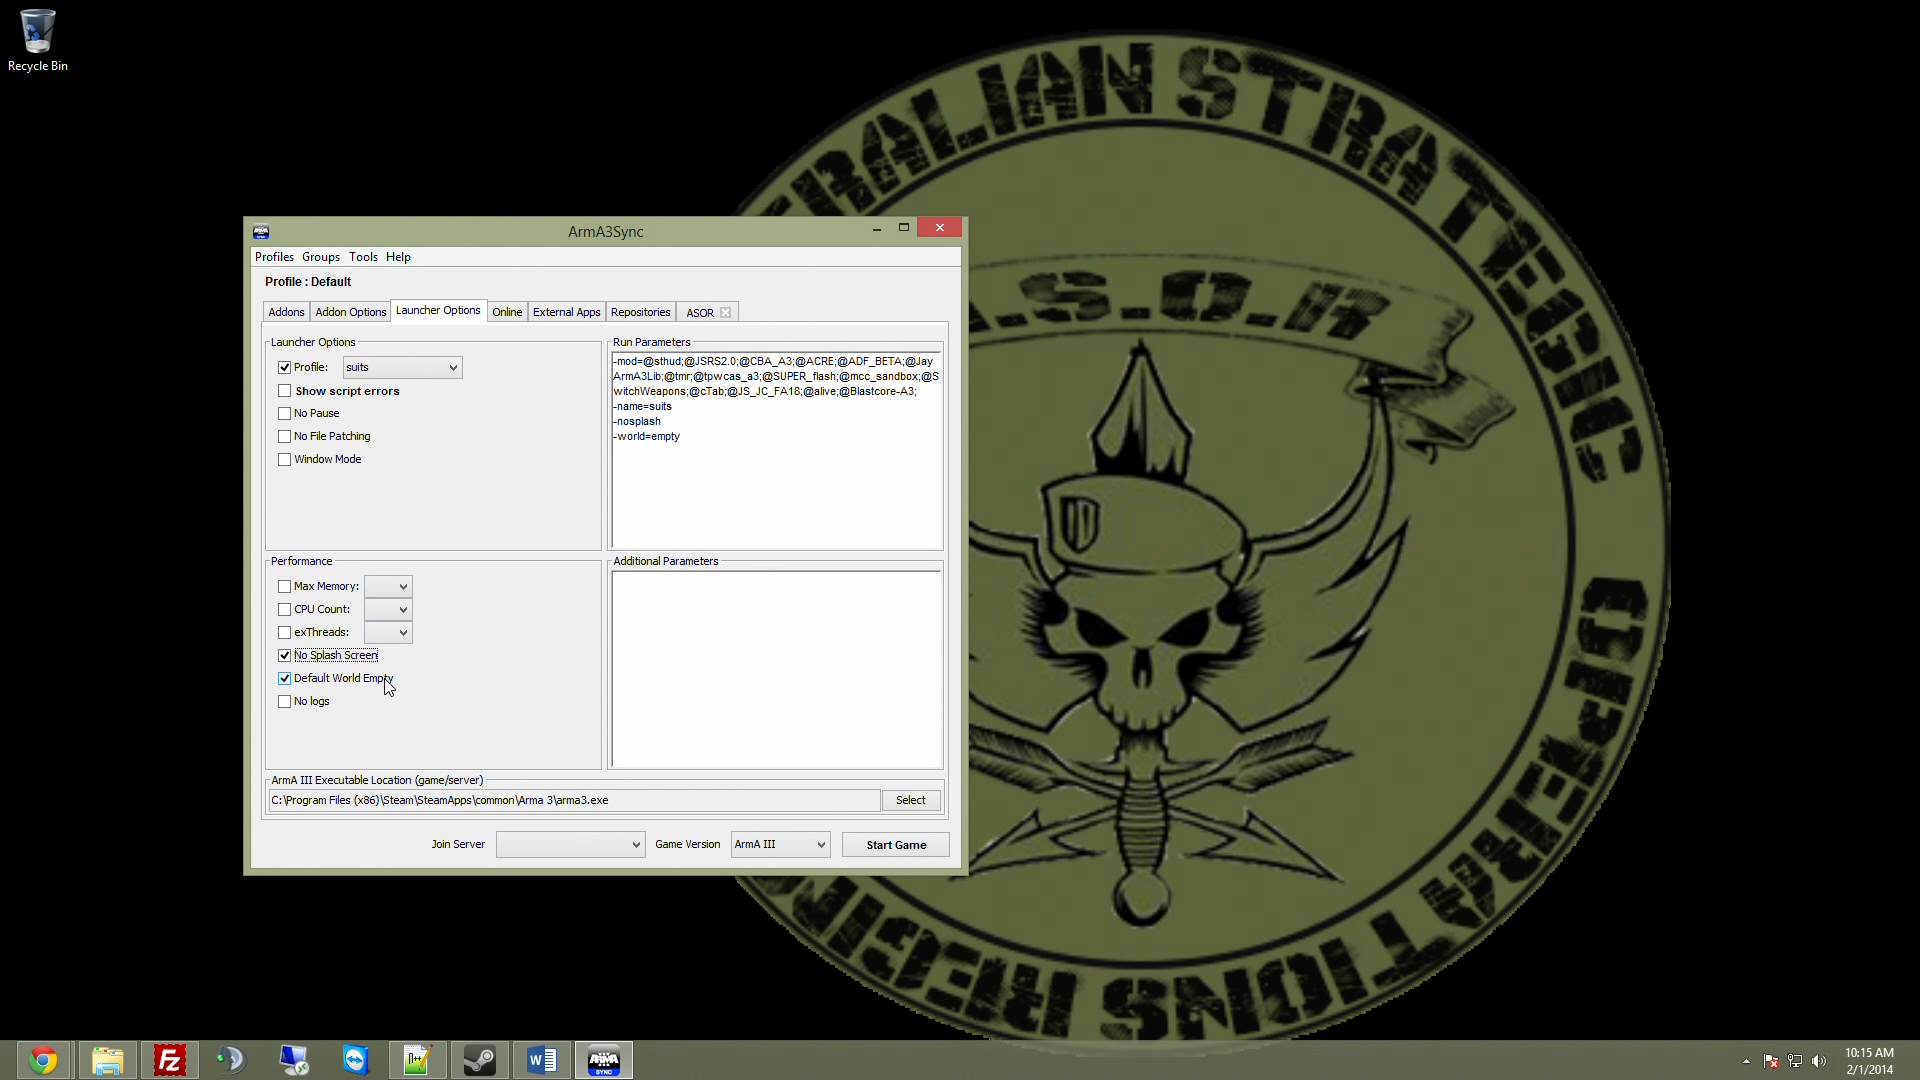 Recycle Bin
ArmA3Sync
Profiles Groups Tools Help
Profile : Default
Addons Addon Options Launcher Options Online External Apps Repositories ASOR
Launcher Options
Profile: suits
Show script errors
No Pause
No File Patching
Window Mode
Run Parameters
-mod=@sthud;@JSRS2.0;@CBA_A3;@ACRE;@ADF_BETA;@Jay
ArmA3Lib;@tmr;@tpwcas_a3;@SUPER_flash;@mcc_sandbox;@S
witchWeapons;@cTab;@JS_JC_FA18;@alive;@Blastcore-A3;
-name=suits
-nosplash
-world=empty
Performance
Max Memory:
CPU Count:
exThreads:
No Splash Screen
Default World Empty
No logs
Additional Parameters
ArmA III Executable Location (game/server)
C:\Program Files (x86)\Steam\SteamApps\common\Arma 3\arma3.exe
Select
Join Server Game Version ArmA III Start Game
RALIAN STRATEGIC OPERATIONS REGIM
A.S.O.R
10:15 AM
2/1/2014